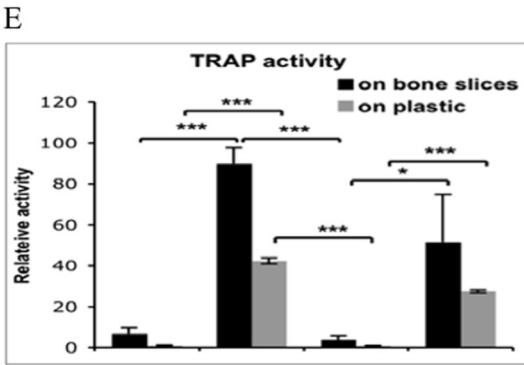 E
TRAP activity
on bone slices
on plastic
120
100
80
60
40
20
0
Relateive activity
***
***
***
***
*
***